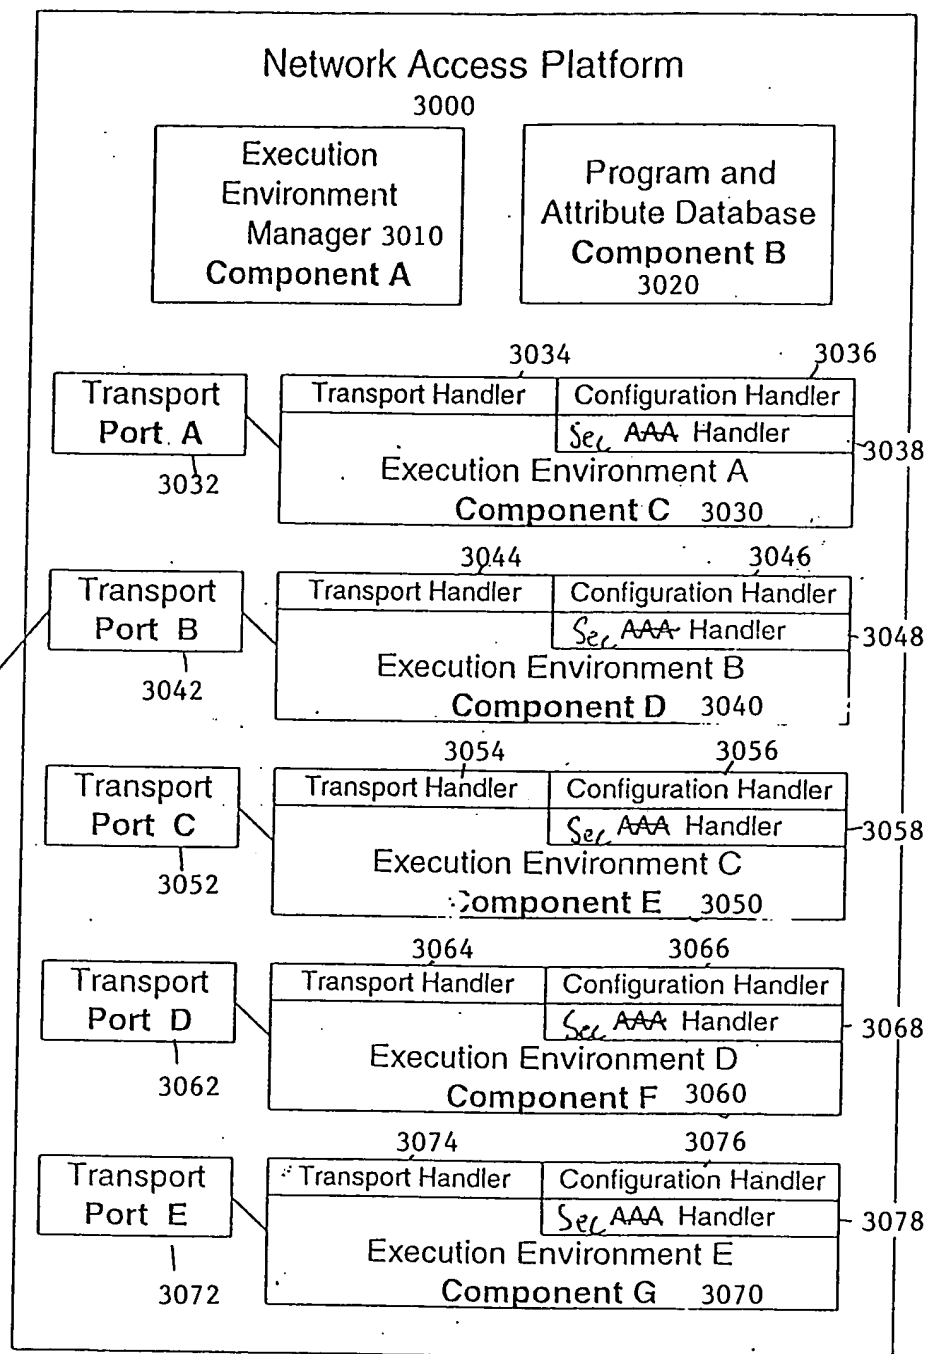 Network Access Platform
3000
Execution
Environment
Manager 3010
Component A
Program and
Attribute Database
Component B
3020
3034
3036
Transport
Port A
3032
Transport Handler
Configuration Handler
Sec AAA Handler
3038
Execution Environment A
Component C 3030
3044
3046
Transport
Port B
3042
Transport Handler
Configuration Handler
Sec AAA Handler
3048
Execution Environment B
Component D 3040
3054
3056
Transport
Port C
3052
Transport Handler
Configuration Handler
Sec AAA Handler
3058
Execution Environment C
Component E 3050
3064
3066
Transport
Port D
3062
Transport Handler
Configuration Handler
Sec AAA Handler
3068
Execution Environment D
Component F 3060
3074
3076
Transport
Port E
3072
Transport Handler
Configuration Handler
Sec AAA Handler
3078
Execution Environment E
Component G 3070